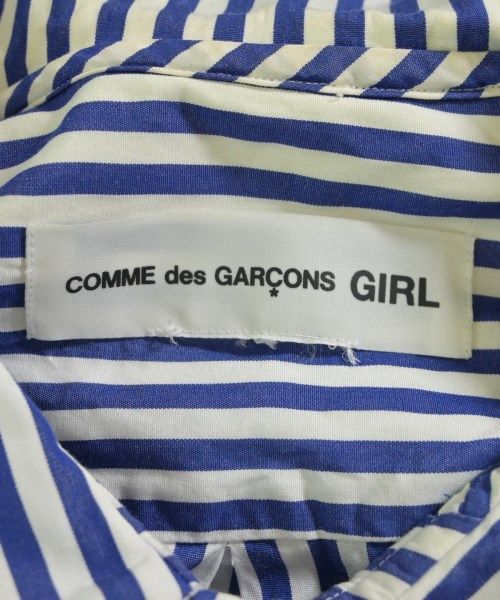 COMME des GARÇONS GIRL
*